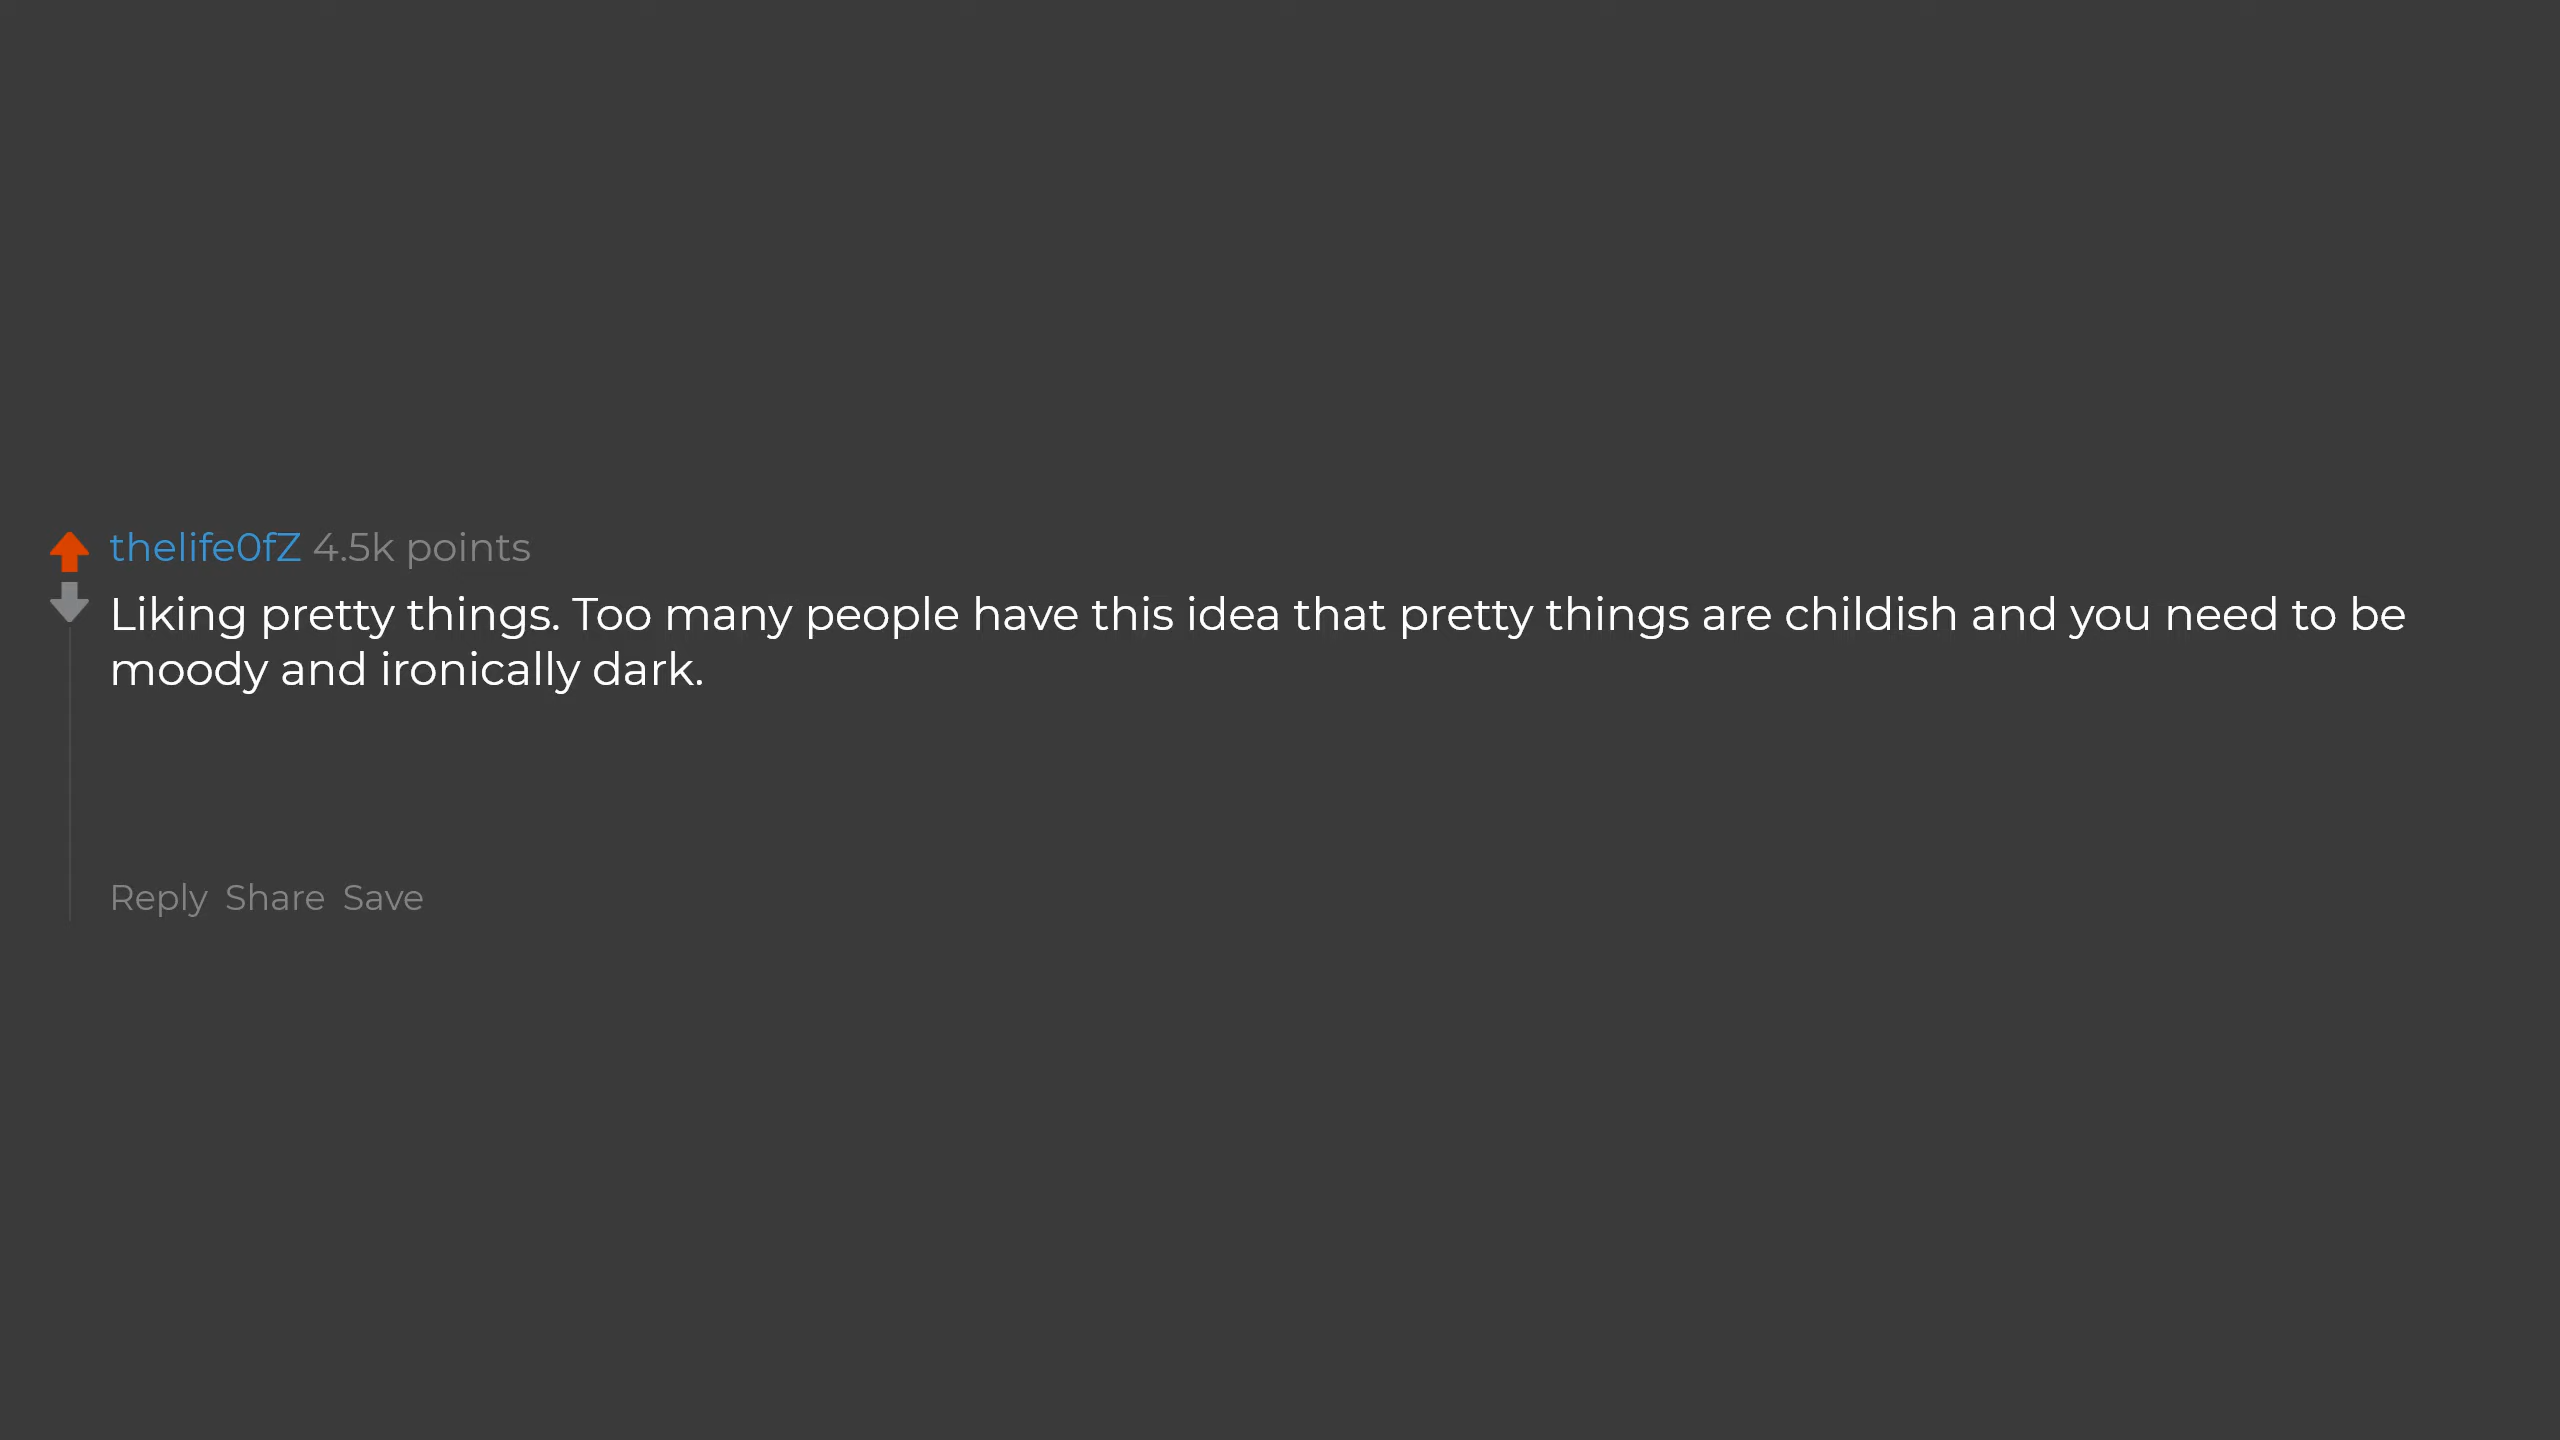 thelife0fZ 4.5k points
Liking pretty things. Too many people have this idea that pretty things are childish and you need to be
moody and ironically dark.
Reply Share Save